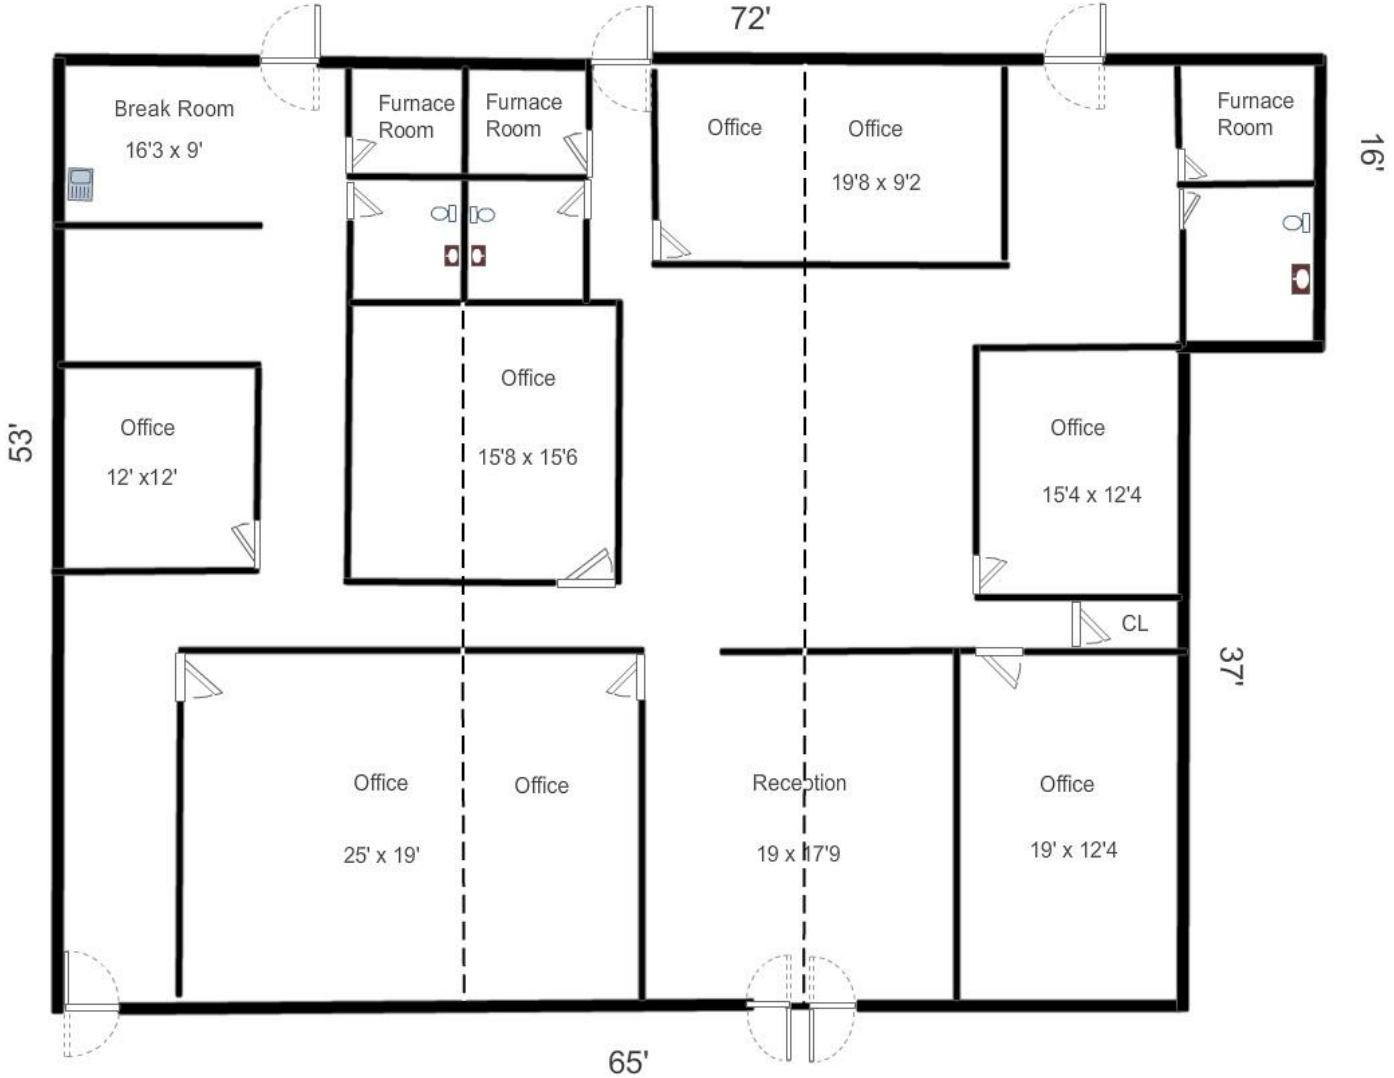 72'
Break Room
16'3 x 9'
Furnace
Room
Furnace
Room
Office
Office
19'8 x 9'2
Furnace
Room
16'
Office
15'8 x 15'6
Office
12' x12'
53'
Office
15'4 x 12'4
CL
37'
Office
Office
25' x 19'
Reception
19 x 17'9
Office
19' x 12'4
65'